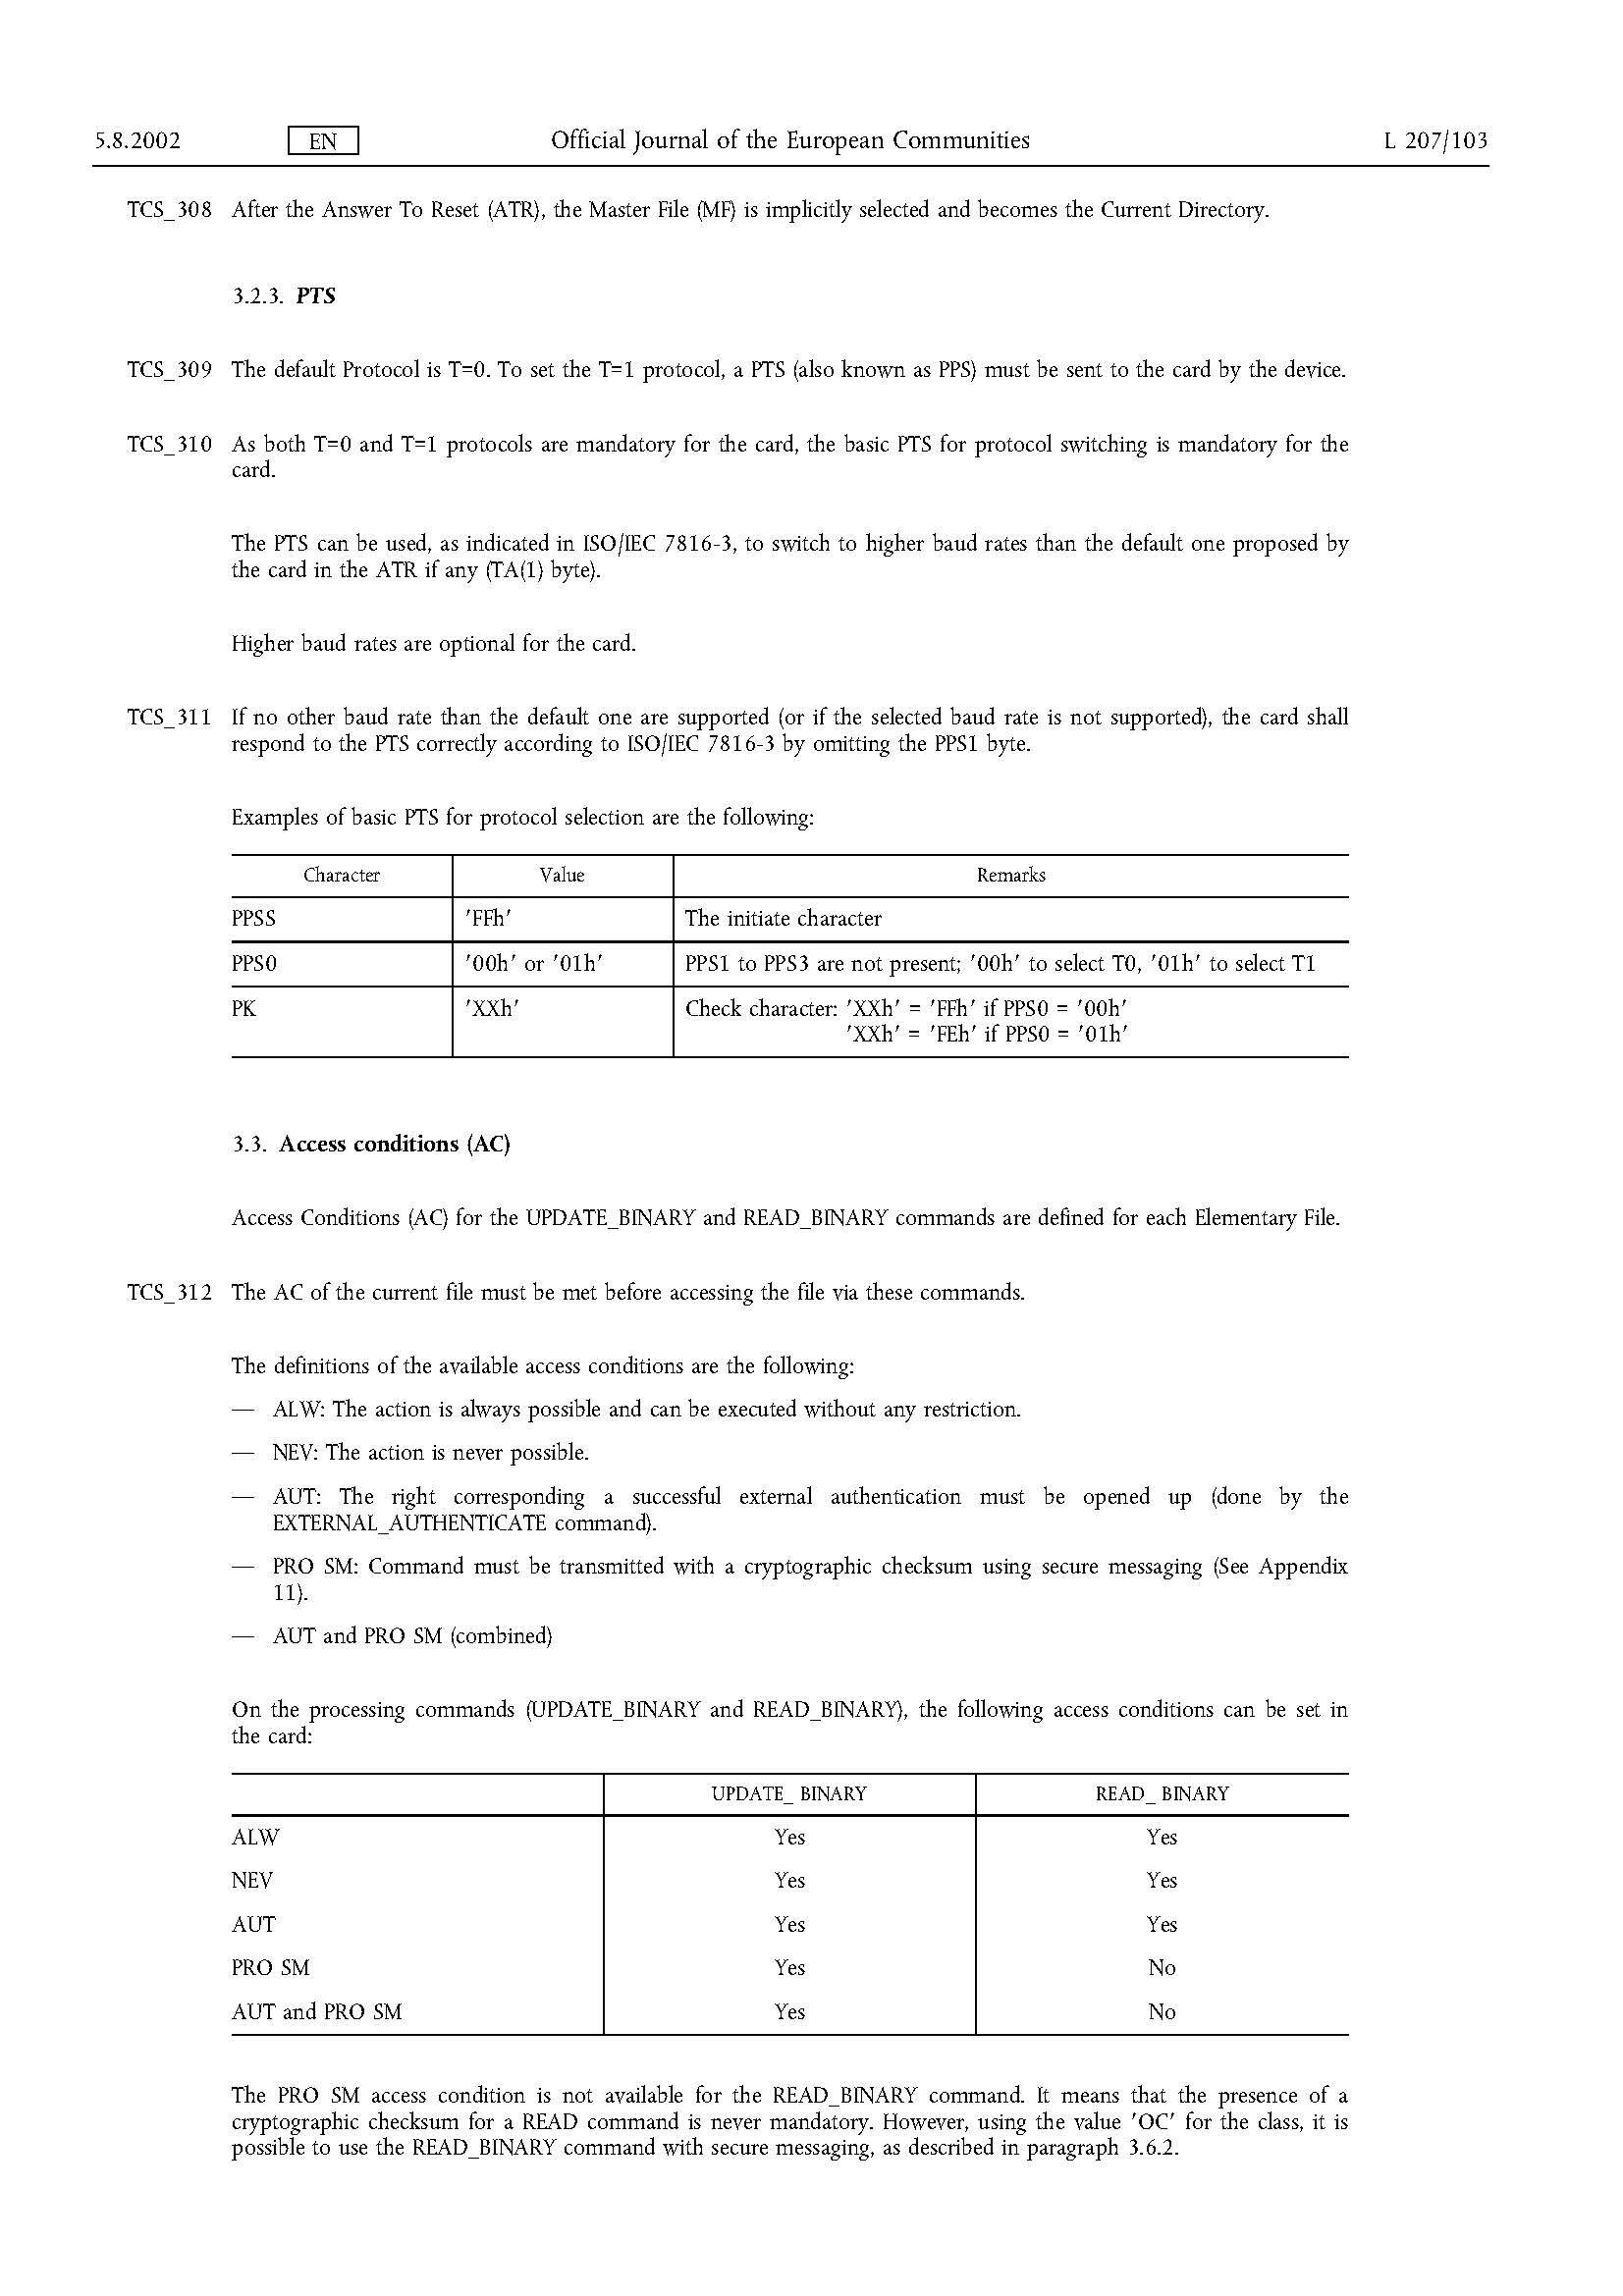 5.8.2002 EN Official Journal of the European Communities L 207/103
TCS_308 After the Answer To Reset (ATR), the Master File (MF) is implicitly selected and becomes the Current Directory.
3.2.3. PTS
TCS_309 The default Protocol is T=0. To set the T=1 protocol, a PTS (also known as PPS) must be sent to the card by the device.
TCS_310 As both T=0 and T=1 protocols are mandatory for the card, the basic PTS for protocol switching is mandatory for the
card.
The PTS can be used, as indicated in ISO/IEC 7816-3, to switch to higher baud rates than the default one proposed by
the card in the ATR if any (TA(1) byte).
Higher baud rates are optional for the card.
TCS_311 If no other baud rate than the default one are supported (or if the selected baud rate is not supported), the card shall
respond to the PTS correctly according to ISO/IEC 7816-3 by omitting the PPS1 byte.
Examples of basic PTS for protocol selection are the following:
Character Value Remarks
PPSS 'FFh' The initiate character
PPS0 '00h' or '01h' PPS1 to PPS3 are not present; '00h' to select T0, '01h' to select T1
PK 'XXh' Check character: 'XXh' = 'FFh' if PPS0 = '00h'
'XXh' = 'FEh' if PPS0 = '01h'
3.3. Access conditions (AC)
Access Conditions (AC) for the UPDATE_BINARY and READ_BINARY commands are defined for each Elementary File.
TCS_312 The AC of the current file must be met before accessing the file via these commands.
The definitions of the available access conditions are the following:
— ALW: The action is always possible and can be executed without any restriction.
— NEV: The action is never possible.
— AUT: The right corresponding a successful external authentication must be opened up (done by the
EXTERNAL_AUTHENTICATE command).
— PRO SM: Command must be transmitted with a cryptographic checksum using secure messaging (See Appendix
11).
— AUT and PRO SM (combined)
On the processing commands (UPDATE_BINARY and READ_BINARY), the following access conditions can be set in
the card:
UPDATE_ BINARY READ_ BINARY
ALW Yes Yes
NEV Yes Yes
AUT Yes Yes
PRO SM Yes No
AUT and PRO SM Yes No
The PRO SM access condition is not available for the READ_BINARY command. It means that the presence of a
cryptographic checksum for a READ command is never mandatory. However, using the value 'OC' for the class, it is
possible to use the READ_BINARY command with secure messaging, as described in paragraph 3.6.2.